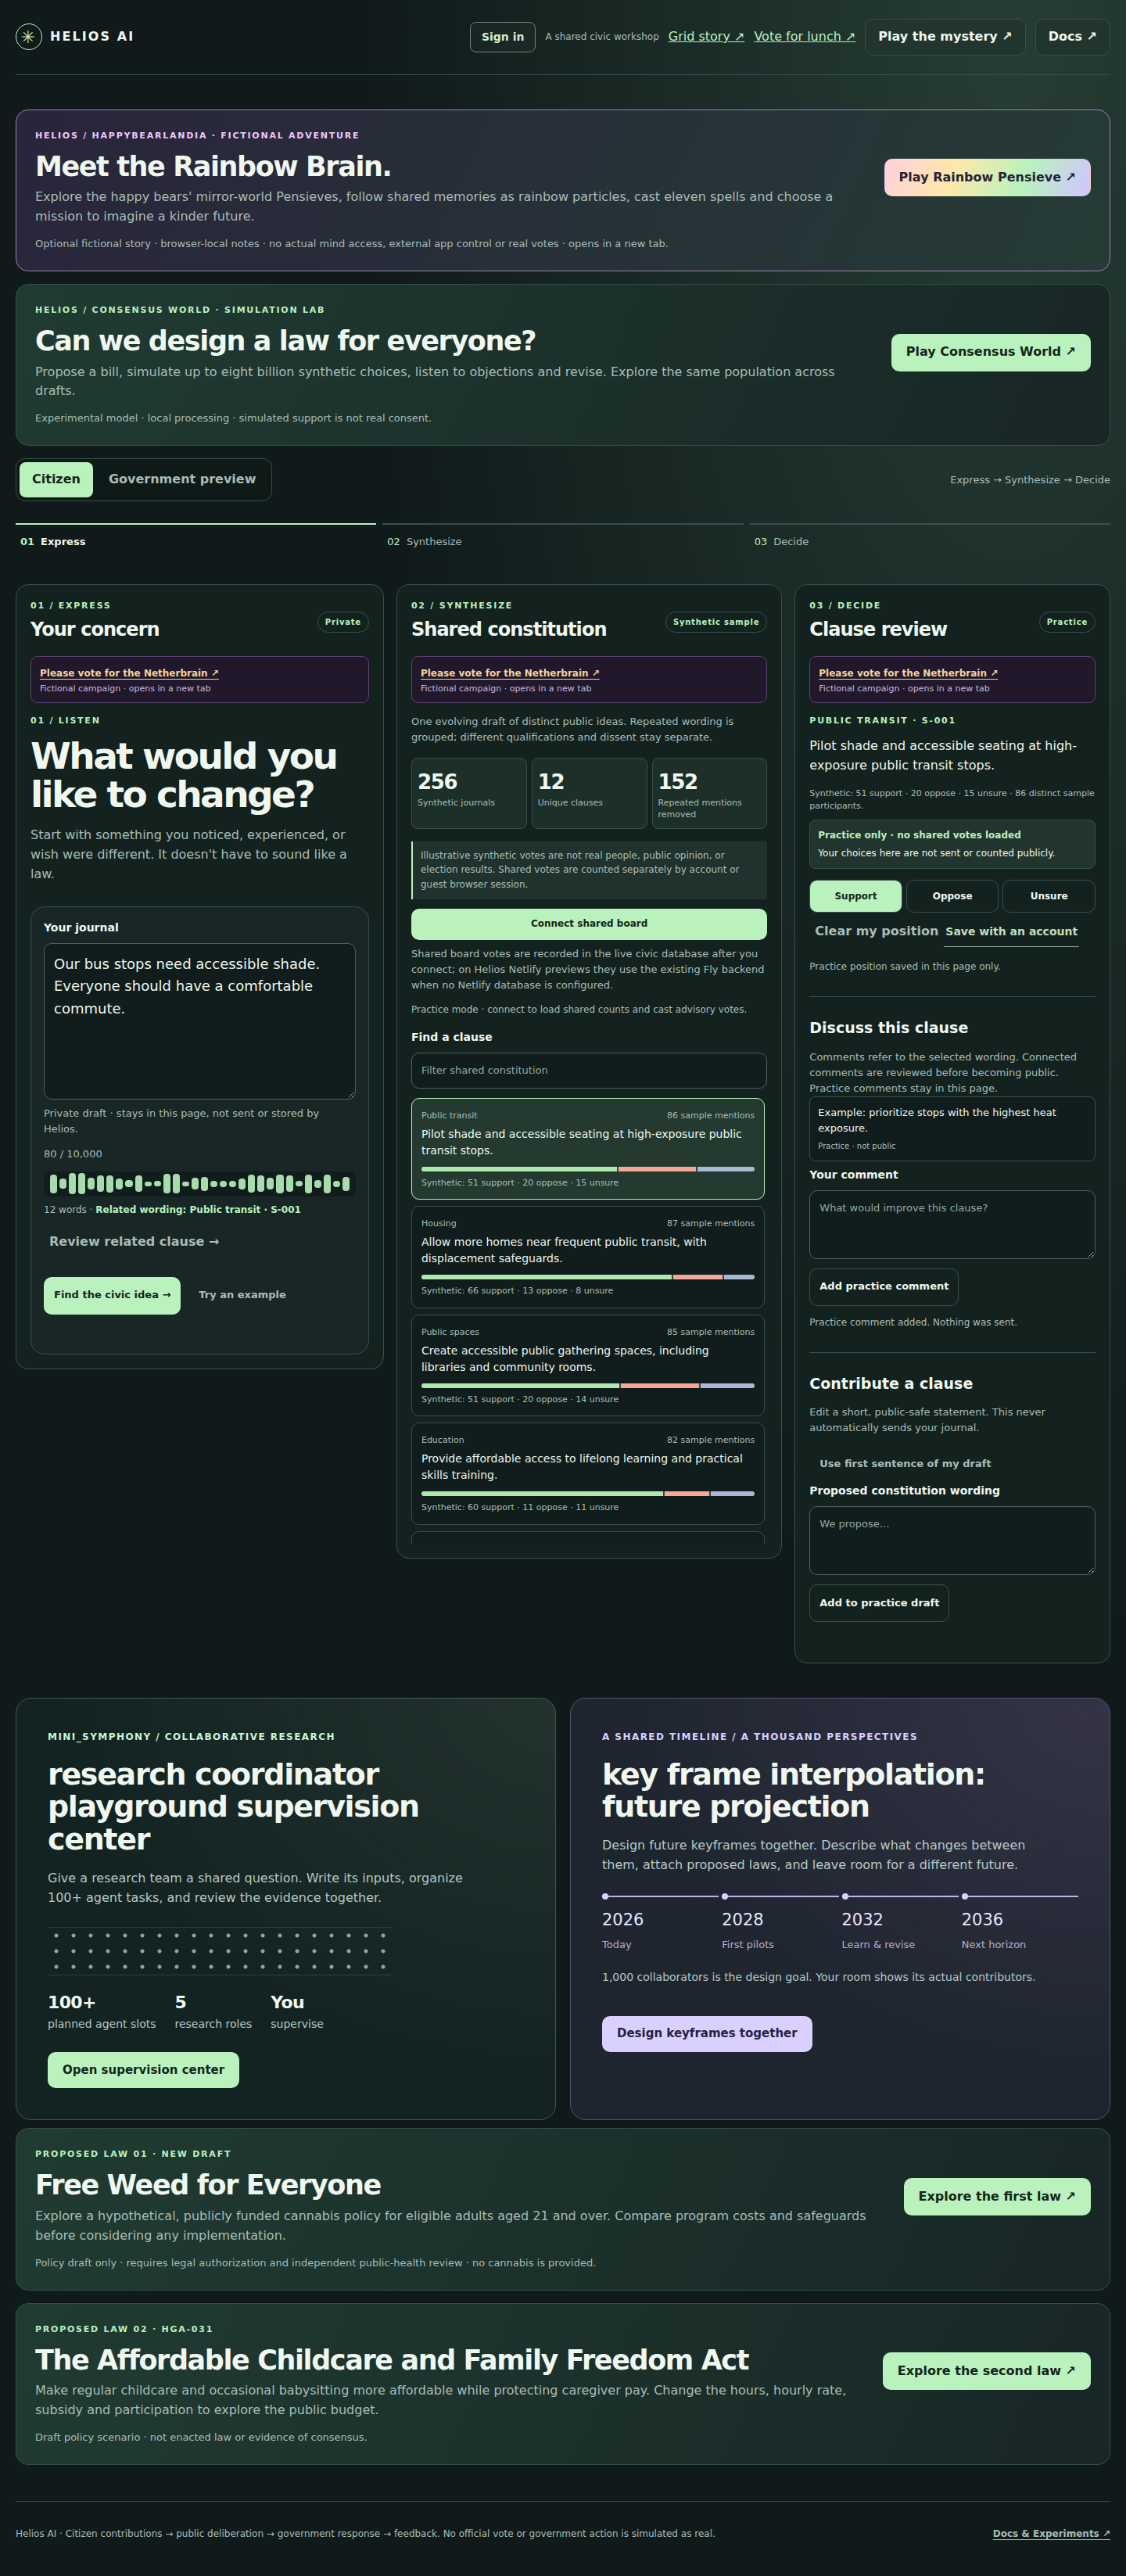 HELIOS AI
Sign in
A shared civic workshop
Grid story ↗
Vote for lunch ↗
Play the mystery ↗
Docs ↗
HELIOS / HAPPYBEARLANDIA · FICTIONAL ADVENTURE
Meet the Rainbow Brain.
Explore the happy bears' mirror-world Pensieves, follow shared memories as rainbow particles, cast eleven spells and choose a
mission to imagine a kinder future.
Optional fictional story · browser-local notes · no actual mind access, external app control or real votes · opens in a new tab.
Play Rainbow Pensieve ↗
HELIOS / CONSENSUS WORLD · SIMULATION LAB
Can we design a law for everyone?
Propose a bill, simulate up to eight billion synthetic choices, listen to objections and revise. Explore the same population across
drafts.
Experimental model · local processing · simulated support is not real consent.
Play Consensus World ↗
Citizen
Government preview
Express → Synthesize → Decide
01 Express
02 Synthesize
03 Decide
01 / EXPRESS
Your concern
Private
Please vote for the Netherbrain ↗
Fictional campaign · opens in a new tab
01 / LISTEN
What would you
like to change?
Start with something you noticed, experienced, or
wish were different. It doesn't have to sound like a
law.
Your journal
Our bus stops need accessible shade.
Everyone should have a comfortable
commute.
Private draft · stays in this page, not sent or stored by
Helios.
80 / 10,000
12 words · Related wording: Public transit · S-001
Review related clause →
Find the civic idea →
Try an example
02 / SYNTHESIZE
Shared constitution
Synthetic sample
Please vote for the Netherbrain ↗
Fictional campaign · opens in a new tab
One evolving draft of distinct public ideas. Repeated wording is
grouped; different qualifications and dissent stay separate.
256
Synthetic journals
12
Unique clauses
152
Repeated mentions
removed
Illustrative synthetic votes are not real people, public opinion, or
election results. Shared votes are counted separately by account or
guest browser session.
Connect shared board
Shared board votes are recorded in the live civic database after you
connect; on Helios Netlify previews they use the existing Fly backend
when no Netlify database is configured.
Practice mode · connect to load shared counts and cast advisory votes.
Find a clause
Filter shared constitution
Public transit
86 sample mentions
Pilot shade and accessible seating at high-exposure public
transit stops.
Synthetic: 51 support · 20 oppose · 15 unsure
Housing
87 sample mentions
Allow more homes near frequent public transit, with
displacement safeguards.
Synthetic: 66 support · 13 oppose · 8 unsure
Public spaces
85 sample mentions
Create accessible public gathering spaces, including
libraries and community rooms.
Synthetic: 51 support · 20 oppose · 14 unsure
Education
82 sample mentions
Provide affordable access to lifelong learning and practical
skills training.
Synthetic: 60 support · 11 oppose · 11 unsure
03 / DECIDE
Clause review
Practice
Please vote for the Netherbrain ↗
Fictional campaign · opens in a new tab
PUBLIC TRANSIT · S-001
Pilot shade and accessible seating at high-
exposure public transit stops.
Synthetic: 51 support · 20 oppose · 15 unsure · 86 distinct sample
participants.
Practice only · no shared votes loaded
Your choices here are not sent or counted publicly.
Support
Oppose
Unsure
Clear my position
Save with an account
Practice position saved in this page only.
Discuss this clause
Comments refer to the selected wording. Connected
comments are reviewed before becoming public.
Practice comments stay in this page.
Example: prioritize stops with the highest heat
exposure.
Practice · not public
Your comment
What would improve this clause?
Add practice comment
Practice comment added. Nothing was sent.
Contribute a clause
Edit a short, public-safe statement. This never
automatically sends your journal.
Use first sentence of my draft
Proposed constitution wording
We propose…
Add to practice draft
MINI_SYMPHONY / COLLABORATIVE RESEARCH
research coordinator
playground supervision
center
Give a research team a shared question. Write its inputs, organize
100+ agent tasks, and review the evidence together.
100+
planned agent slots
5
research roles
You
supervise
Open supervision center
A SHARED TIMELINE / A THOUSAND PERSPECTIVES
key frame interpolation:
future projection
Design future keyframes together. Describe what changes between
them, attach proposed laws, and leave room for a different future.
2026
Today
2028
First pilots
2032
Learn & revise
2036
Next horizon
1,000 collaborators is the design goal. Your room shows its actual contributors.
Design keyframes together
PROPOSED LAW 01 · NEW DRAFT
Free Weed for Everyone
Explore a hypothetical, publicly funded cannabis policy for eligible adults aged 21 and over. Compare program costs and safeguards
before considering any implementation.
Policy draft only · requires legal authorization and independent public-health review · no cannabis is provided.
Explore the first law ↗
PROPOSED LAW 02 · HGA-031
The Affordable Childcare and Family Freedom Act
Make regular childcare and occasional babysitting more affordable while protecting caregiver pay. Change the hours, hourly rate,
subsidy and participation to explore the public budget.
Draft policy scenario · not enacted law or evidence of consensus.
Explore the second law ↗
Helios AI · Citizen contributions → public deliberation → government response → feedback. No official vote or government action is simulated as real.
Docs & Experiments ↗